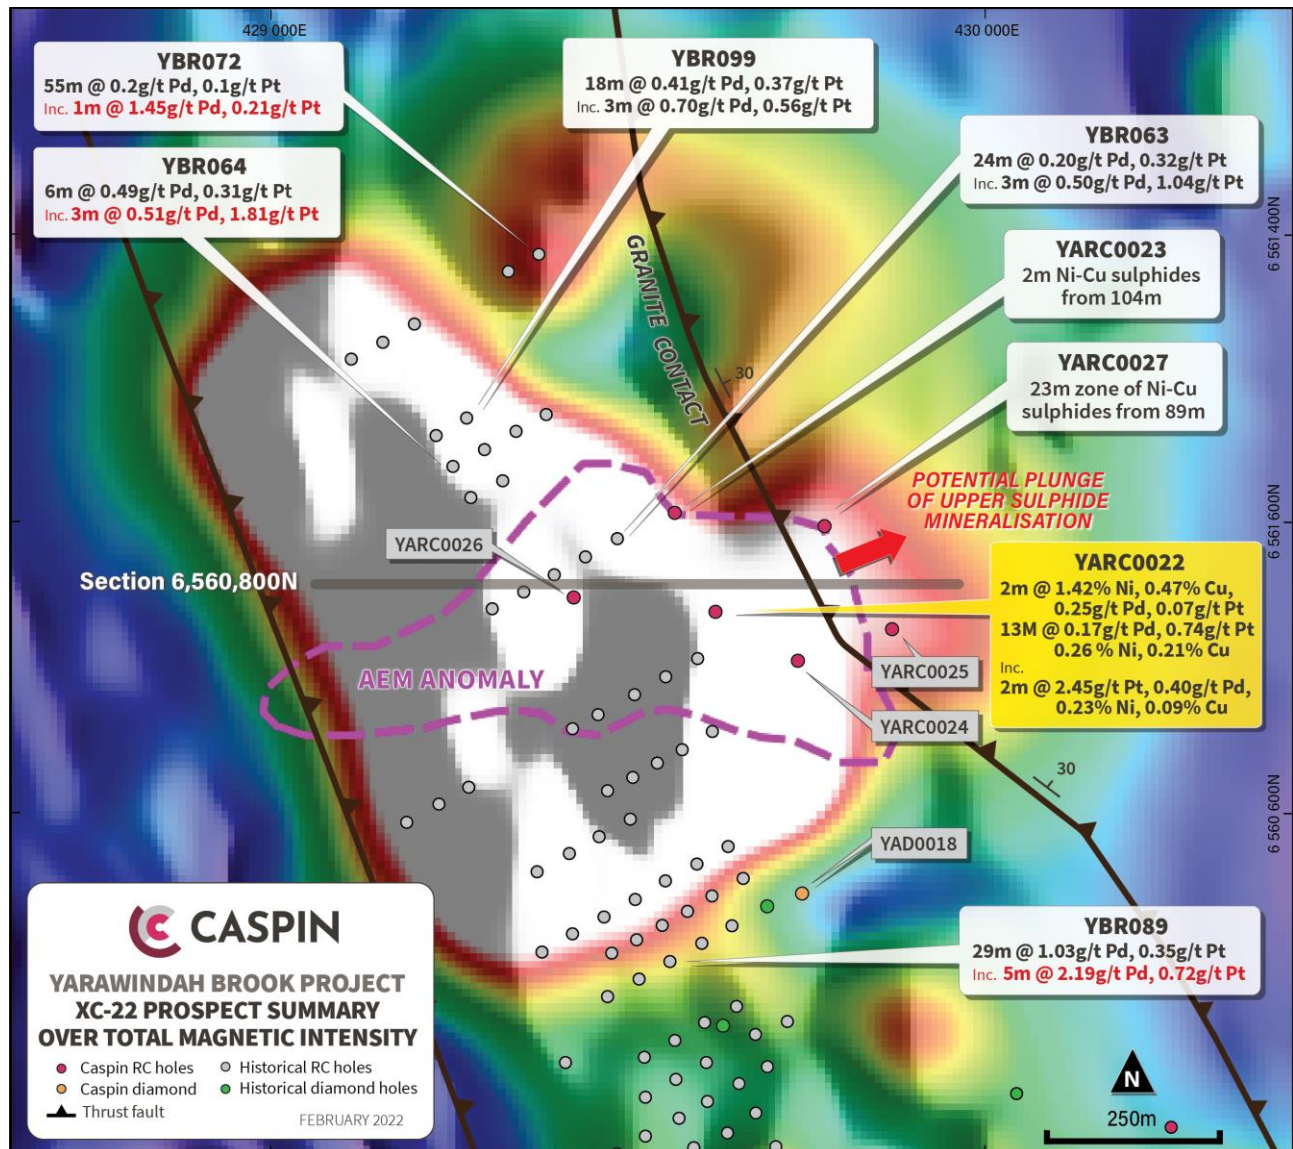 429 000E
430 000E
YBR072
55m @ 0.2g/t Pd, 0.1g/t Pt
Inc. 1m @ 1.45g/t Pd, 0.21g/t Pt
YBR099
18m @ 0.41g/t Pd, 0.37g/t Pt
Inc. 3m @ 0.70g/t Pd, 0.56g/t Pt
YBR063
24m @ 0.20g/t Pd, 0.32g/t Pt
Inc. 3m @ 0.50g/t Pd, 1.04g/t Pt
YBR064
6m @ 0.49g/t Pd, 0.31g/t Pt
Inc. 3m @ 0.51g/t Pd, 1.81g/t Pt
6 561 400N
YARC0023
2m Ni-Cu sulphides
from 104m
GRANITE CONTACT
30
YARC0027
23m zone of Ni-Cu
sulphides from 89m
POTENTIAL PLUNGE
OF UPPER SULPHIDE
MINERALISATION
6 561 600N
YARC0026
Section 6,560,800N
YARC0022
2m @ 1.42% Ni, 0.47% Cu,
0.25g/t Pd, 0.07g/t Pt
13M @ 0.17g/t Pd, 0.74g/t Pt
0.26 % Ni, 0.21% Cu
Inc.
2m @ 2.45g/t Pt, 0.40g/t Pd,
0.23% Ni, 0.09% Cu
AEM ANOMALY
YARC0025
YARC0024
30
6 560 600N
YAD0018
YBR089
29m @ 1.03g/t Pd, 0.35g/t Pt
Inc. 5m @ 2.19g/t Pd, 0.72g/t Pt
CASPIN
YARAWINDAH BROOK PROJECT
XC-22 PROSPECT SUMMARY
OVER TOTAL MAGNETIC INTENSITY
Caspin RC holes
Historical RC holes
Caspin diamond
Historical diamond holes
Thrust fault
FEBRUARY 2022
N
250m